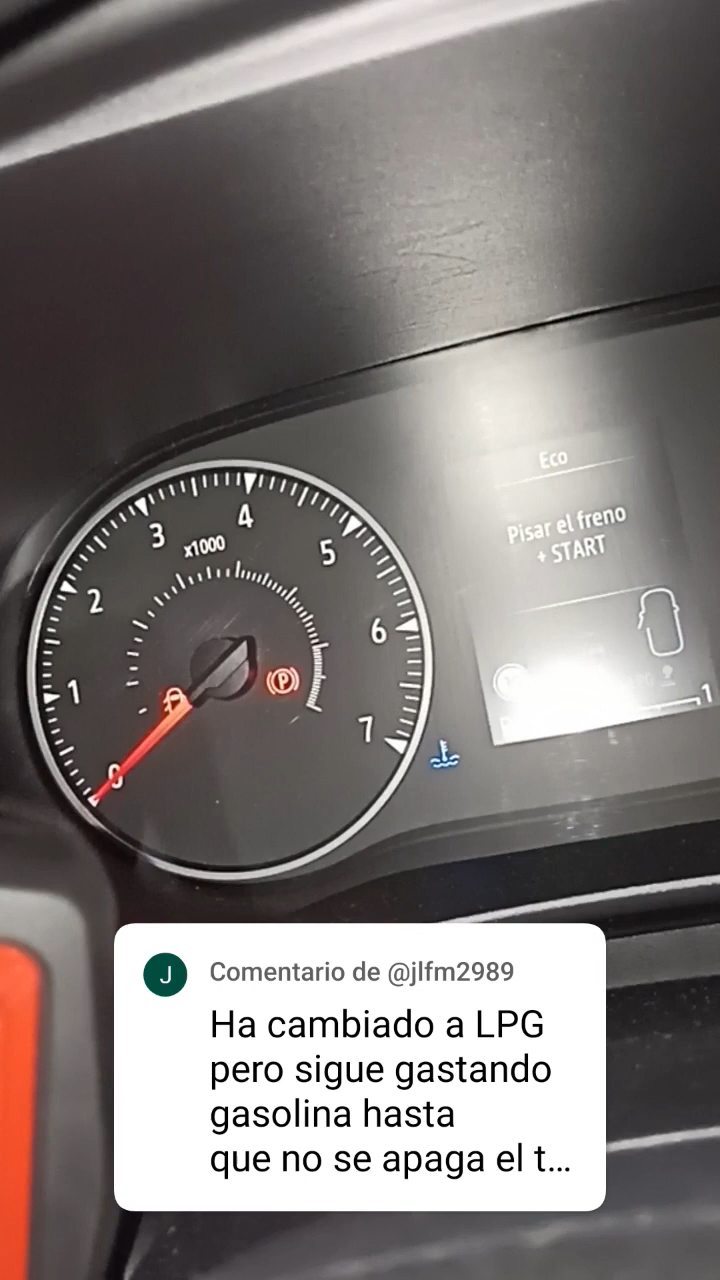 Eco
Pisar el freno
+ START
4
3
x1000
5
2
6
1
7
0
P
1
J
Comentario de @jlfm2989
Ha cambiado a LPG
pero sigue gastando
gasolina hasta
que no se apaga el t...